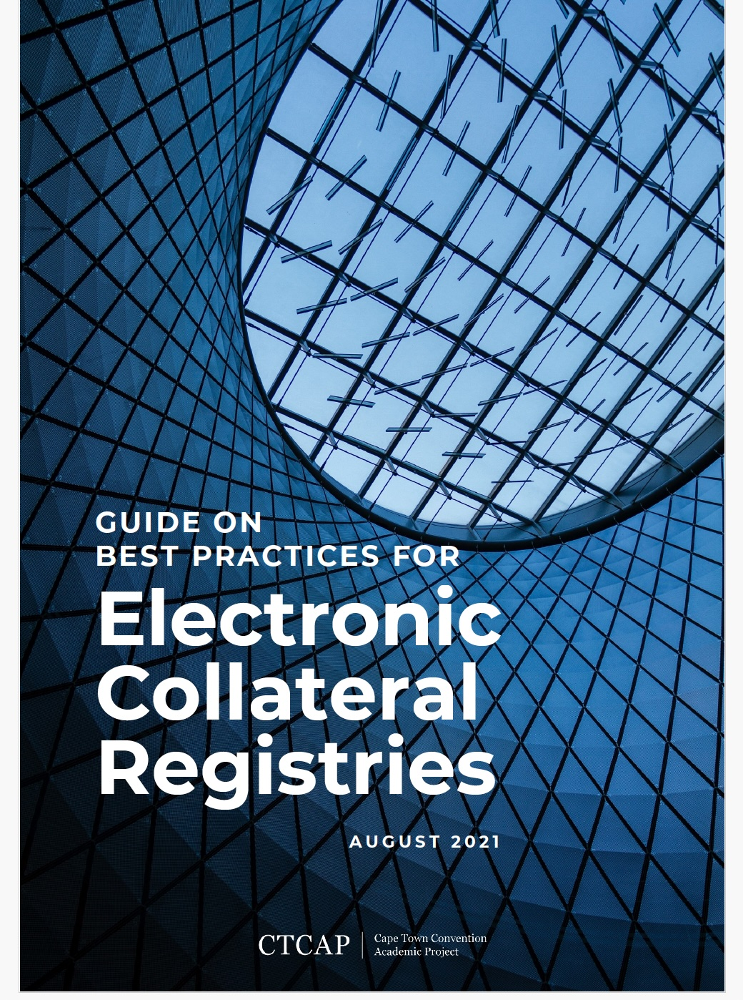 GUIDE ON
BEST PRACTICES FOR
Electronic
Collateral
Registries
AUGUST 2021
CTCAP
Cape Town Convention
Academic Project